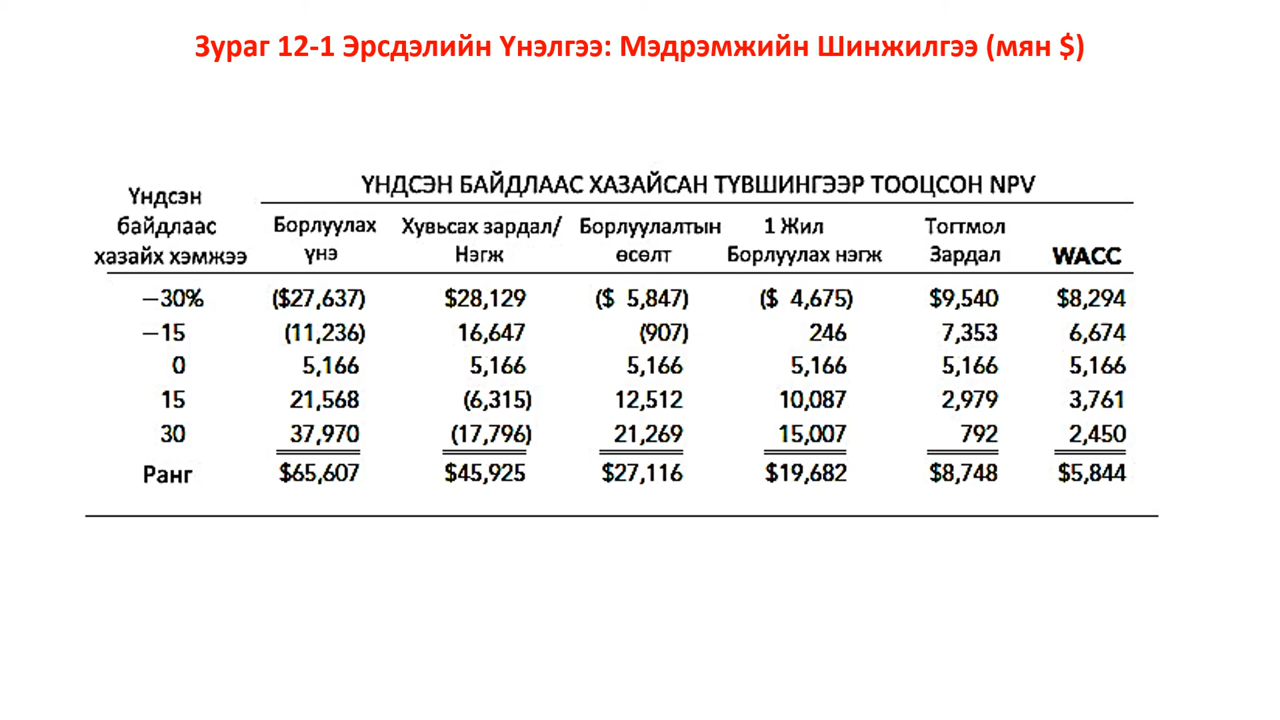 Зураг 12-1 Эрсдэлийн Үнэлгээ: Мэдрэмжийн Шинжилгээ (мян $)
ҮНДСЭН БАЙДЛААС ХАЗАЙСАН ТҮВШИНГЭЭР ТООЦСОН NPV
Үндсэн байдлаас хазайх хэмжээ Борлуулах үнэ Хувьсах зардал/ Нэгж Борлуулалтын өсөлт 1 Жил Борлуулах нэгж Тогтмол Зардал WACC
−30% ($27,637) $28,129 ($ 5,847) ($ 4,675) $9,540 $8,294
−15 (11,236) 16,647 (907) 246 7,353 6,674
0 5,166 5,166 5,166 5,166 5,166 5,166
15 21,568 (6,315) 12,512 10,087 2,979 3,761
30 37,970 (17,796) 21,269 15,007 792 2,450
Ранг $65,607 $45,925 $27,116 $19,682 $8,748 $5,844